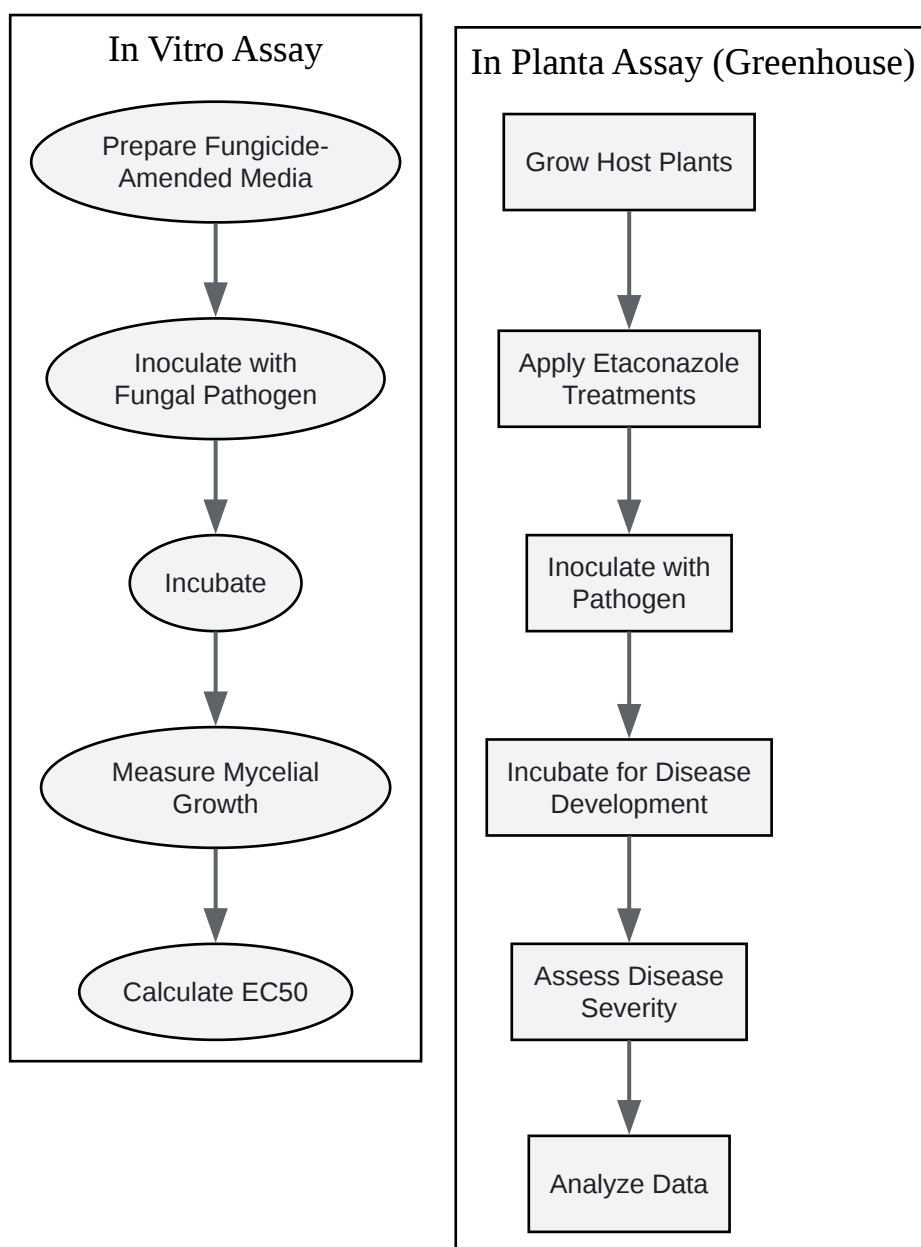 In Vitro Assay
Prepare Fungicide-
Amended Media
Inoculate with
Fungal Pathogen
Incubate
Measure Mycelial
Growth
Calculate EC50
In Planta Assay (Greenhouse)
Grow Host Plants
Apply Etaconazole
Treatments
Inoculate with
Pathogen
Incubate for Disease
Development
Assess Disease
Severity
Analyze Data